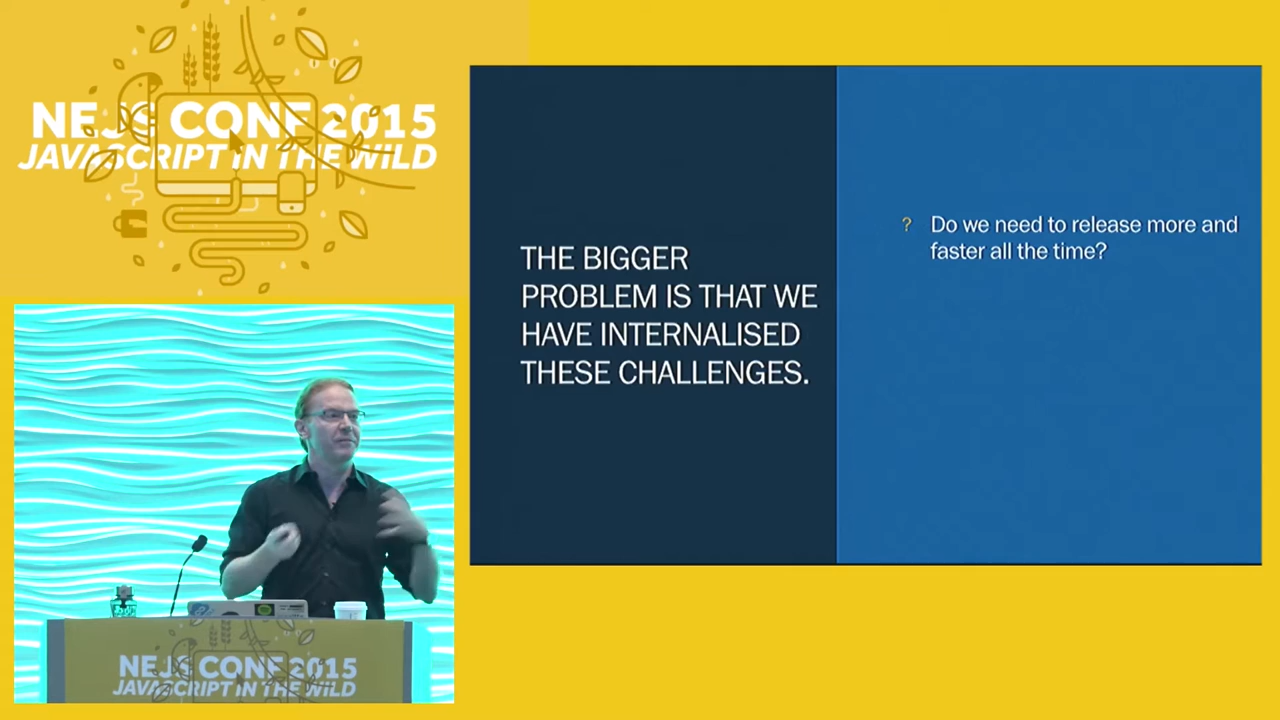 NEJS CONF 2015
JAVASCRIPT IN THE WILD
THE BIGGER
PROBLEM IS THAT WE
HAVE INTERNALISED
THESE CHALLENGES.
? Do we need to release more and
faster all the time?
NEJS CONF 2015
JAVASCRIPT IN THE WILD